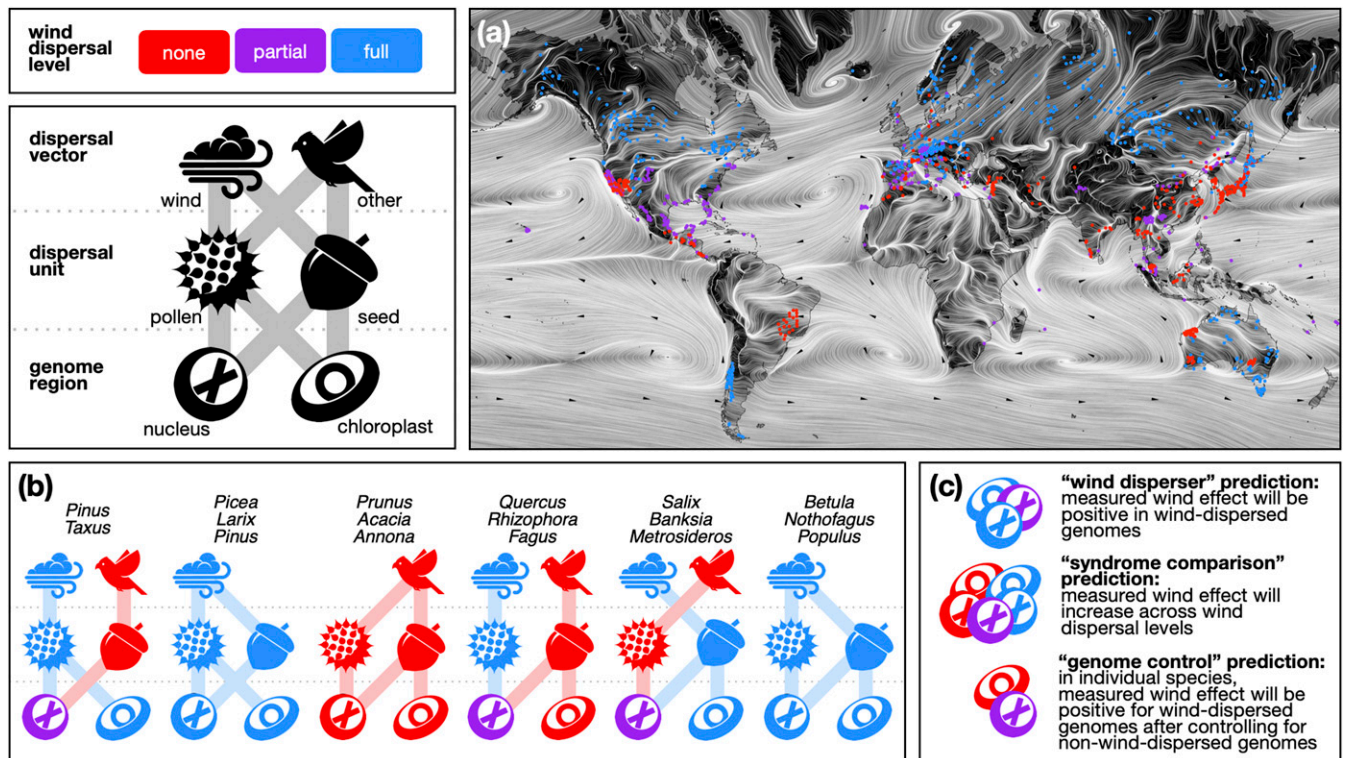 wind
dispersal
level
none
partial
full
dispersal
vector
wind
other
dispersal
unit
pollen
seed
genome
region
nucleus
chloroplast
(a)
(b)
Pinus
Taxus
Picea
Larix
Pinus
Prunus
Acacia
Annona
Quercus
Rhizophora
Fagus
Salix
Banksia
Metrosideros
Betula
Nothofagus
Populus
(c)
“wind disperser” prediction:
measured wind effect will be
positive in wind-dispersed
genomes
“syndrome comparison”
prediction:
measured wind effect will
increase across wind
dispersal levels
“genome control” prediction:
in individual species,
measured wind effect will be
positive for wind-dispersed
genomes after controlling for
non-wind-dispersed genomes